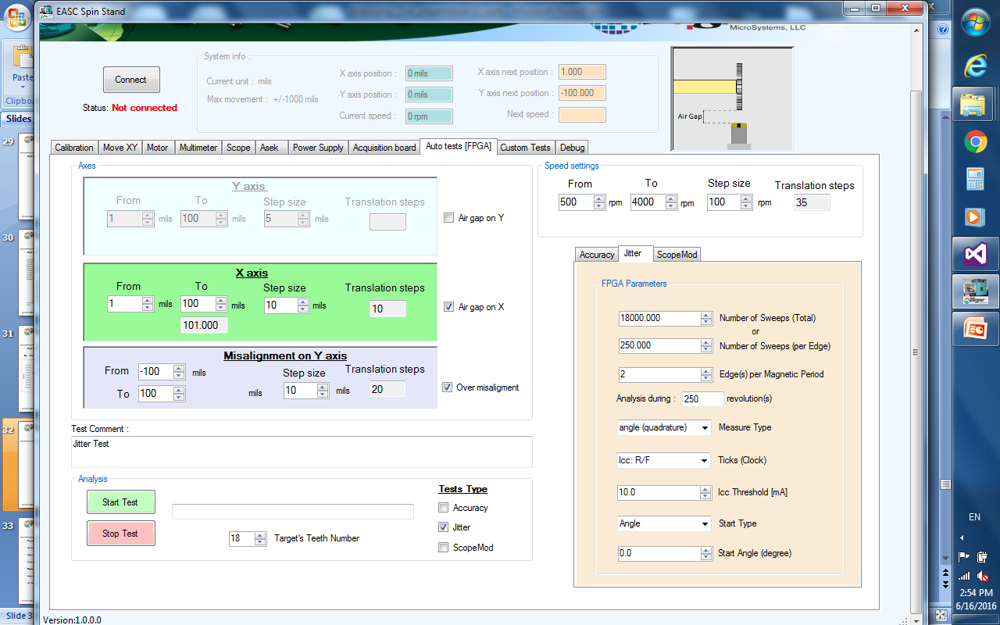 EASC Spin Stand
MicroSystems, LLC
Paste
Clipbo
Slides
29
30
31
32
33
Slide 3
Connect
Status: Not connected
System info :
Current unit : mils
Max movement : +/-1000 mils
X axis position : 0 mils
Y axis position : 0 mils
Current speed : 0 rpm
X axis next position : 1.000
Y axis next position : -100.000
Next speed :
Air Gap
Calibration Move XY Motor Multimeter Scope Asek Power Supply Acquisition board Auto tests [FPGA] Custom Tests Debug
Axes
Y axis
From To Step size Translation steps
1 mils 100 mils 5 mils
Air gap on Y
X axis
From To Step size Translation steps
1 mils 100 mils 10 mils 10
101.000
Air gap on X
Misalignment on Y axis
From -100 mils Step size Translation steps
To 100 mils 10 mils 20
Over misaligment
Test Comment :
Jitter Test
Analysis
Start Test
Stop Test
18 Target's Teeth Number
Tests Type
Accuracy
Jitter
ScopeMod
Speed settings
From To Step size Translation steps
500 rpm 4000 rpm 100 rpm 35
Accuracy Jitter ScopeMod
FPGA Parameters
18000.000 Number of Sweeps (Total)
or
250.000 Number of Sweeps (per Edge)
2 Edge(s) per Magnetic Period
Analysis during : 250 revolution(s)
angle (quadrature) Measure Type
Icc: R/F Ticks (Clock)
10.0 Icc Threshold [mA]
Angle Start Type
0.0 Start Angle (degree)
Version:1.0.0.0
EN
2:54 PM
6/16/2016